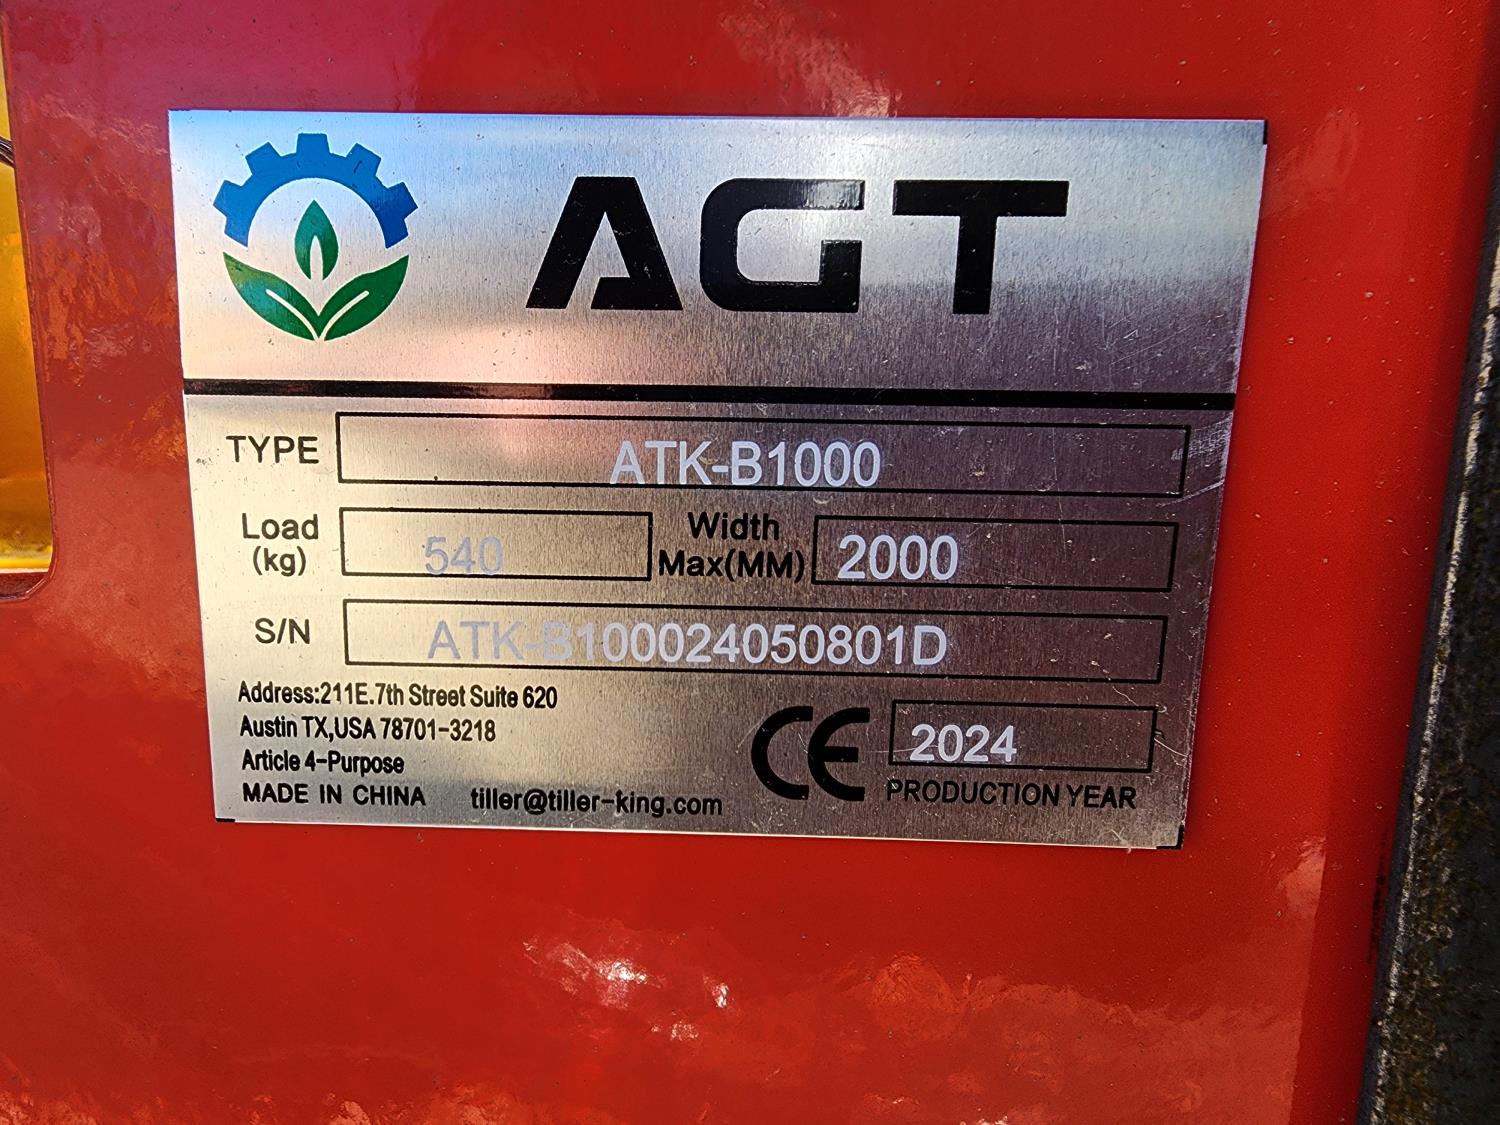 AGT
TYPE ATK-B1000
Load (kg) 540 Width Max(MM) 2000
S/N ATK-B100024050801D
Address:211E.7th Street Suite 620
Austin TX,USA 78701-3218
Article 4-Purpose
MADE IN CHINA tiller@tiller-king.com
CE 2024
PRODUCTION YEAR